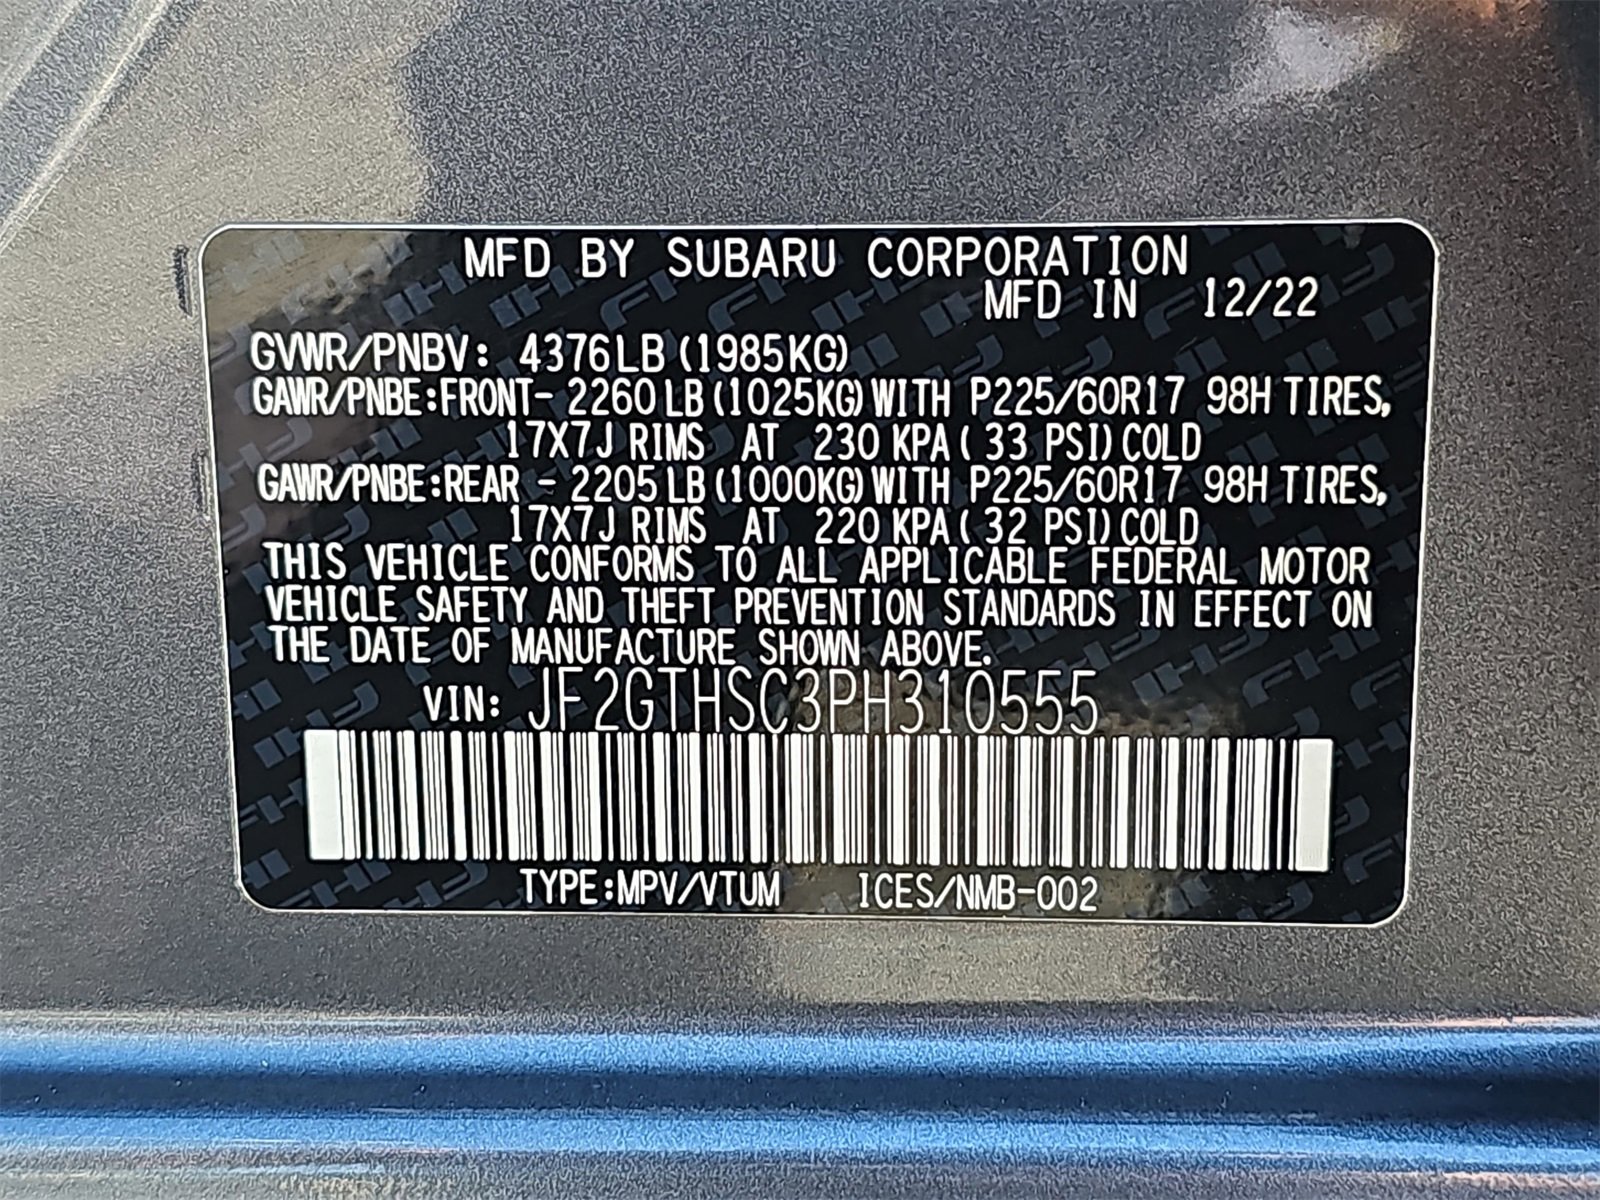 MFD BY SUBARU CORPORATION
MFD IN 12/22
GVWR/PNBV: 4376LB (1985KG)
GAWR/PNBE:FRONT- 2260LB (1025KG) WITH P225/60R17 98H TIRES,
17X7J RIMS AT 230 KPA ( 33 PSI) COLD
GAWR/PNBE:REAR - 2205LB (1000KG) WITH P225/60R17 98H TIRES,
17X7J RIMS AT 220 KPA ( 32 PSI) COLD
THIS VEHICLE CONFORMS TO ALL APPLICABLE FEDERAL MOTOR
VEHICLE SAFETY AND THEFT PREVENTION STANDARDS IN EFFECT ON
THE DATE OF MANUFACTURE SHOWN ABOVE.
VIN: JF2GTHSC3PH310555
TYPE:MPV/VTUM ICES/NMB-002